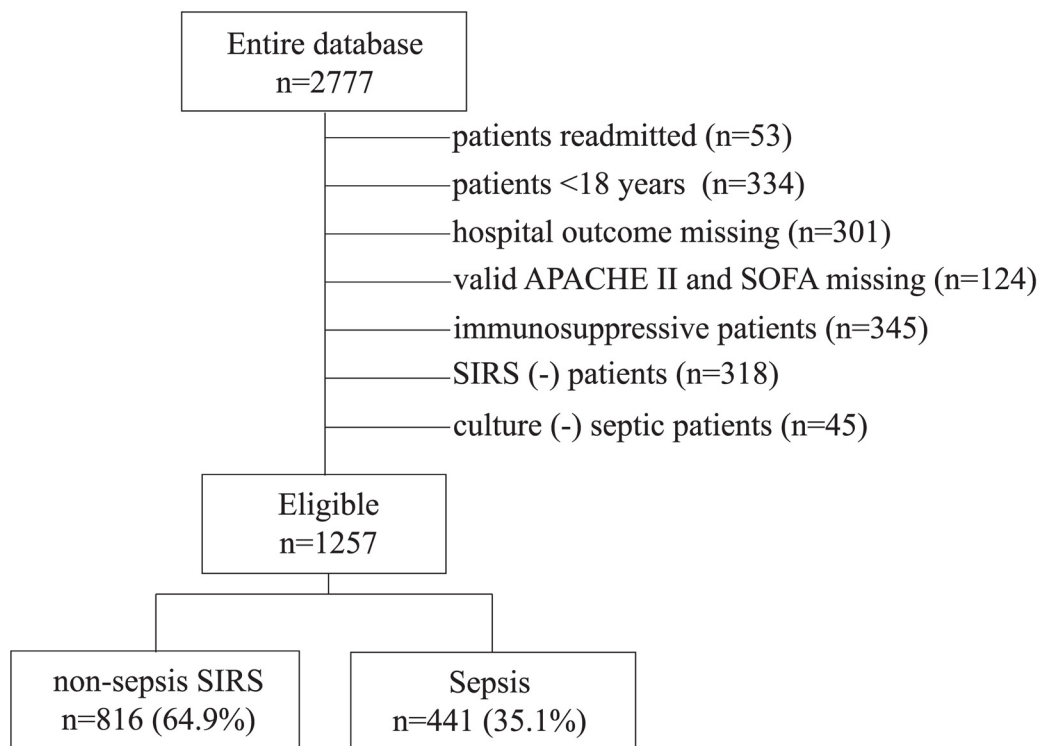 Entire database
n=2777
patients readmitted (n=53)
patients <18 years (n=334)
hospital outcome missing (n=301)
valid APACHE II and SOFA missing (n=124)
immunosuppressive patients (n=345)
SIRS (-) patients (n=318)
culture (-) septic patients (n=45)
Eligible
n=1257
non-sepsis SIRS
n=816 (64.9%)
Sepsis
n=441 (35.1%)